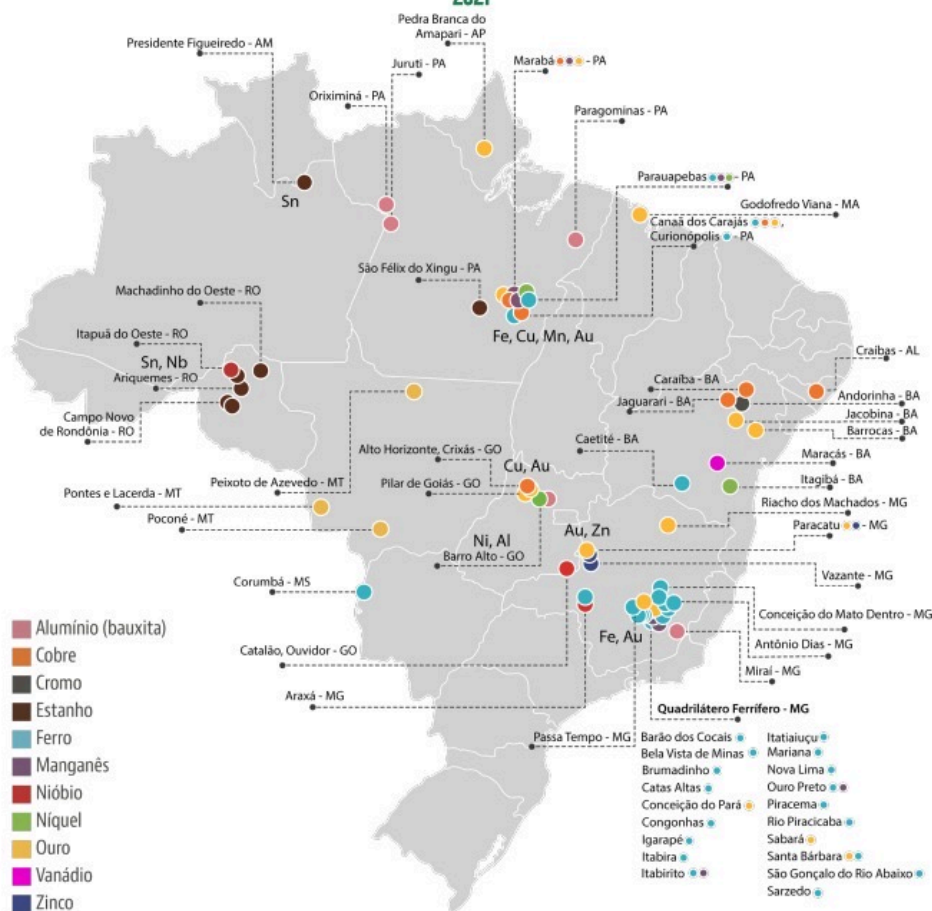 2021
Pedra Branca do
Amapari - AP
Presidente Figueiredo - AM
Juruti - PA
Marabá - PA
Oriximiná - PA
Paragominas - PA
Parauapebas - PA
Godofredo Viana - MA
Canaã dos Carajás ,
Curionópolis - PA
Sn
São Félix do Xingu - PA
Machadinho do Oeste - RO
Fe, Cu, Mn, Au
Itapuã do Oeste - RO
Sn, Nb
Craíbas - AL
Ariquemes - RO
Caraíba - BA
Andorinha - BA
Jaguarari - BA
Jacobina - BA
Campo Novo
de Rondônia - RO
Barrocas - BA
Caetité - BA
Alto Horizonte, Crixás - GO
Maracás - BA
Cu, Au
Peixoto de Azevedo - MT
Pilar de Goiás - GO
Itagibá - BA
Pontes e Lacerda - MT
Riacho dos Machados - MG
Poconé - MT
Au, Zn
Paracatu - MG
Ni, Al
Barro Alto - GO
Vazante - MG
Corumbá - MS
Conceição do Mato Dentro - MG
Fe, Au
Antônio Dias - MG
Catalão, Ouvidor - GO
Miraí - MG
Araxá - MG
Quadrilátero Ferrífero - MG
Passa Tempo - MG
Barão dos Cocais
Bela Vista de Minas
Brumadinho
Catas Altas
Conceição do Pará
Congonhas
Igarapé
Itabira
Itabirito
Itatiaiuçu
Mariana
Nova Lima
Ouro Preto
Piracema
Rio Piracicaba
Sabará
Santa Bárbara
São Gonçalo do Rio Abaixo
Sarzedo
Alumínio (bauxita)
Cobre
Cromo
Estanho
Ferro
Manganês
Nióbio
Níquel
Ouro
Vanádio
Zinco